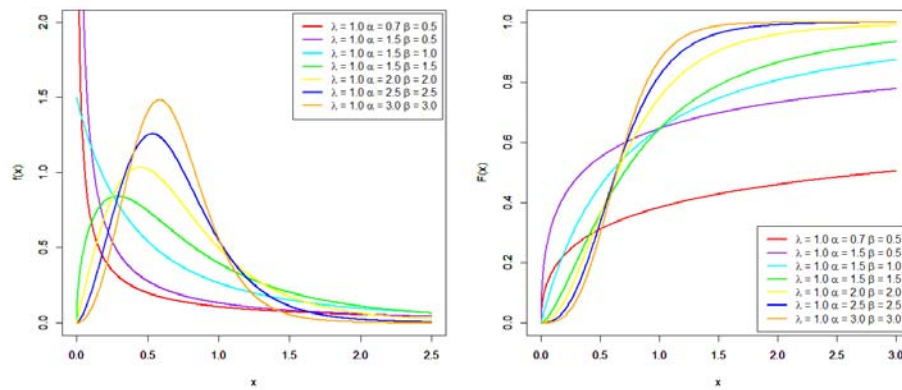 f(x)
2.0
1.5
1.0
0.5
0.0
λ = 1.0 α = 0.7 β = 0.5
λ = 1.0 α = 1.5 β = 0.5
λ = 1.0 α = 1.5 β = 1.0
λ = 1.0 α = 1.5 β = 1.5
λ = 1.0 α = 2.0 β = 2.0
λ = 1.0 α = 2.5 β = 2.5
λ = 1.0 α = 3.0 β = 3.0
0.0 0.5 1.0 1.5 2.0 2.5
x
F(x)
1.0
0.8
0.6
0.4
0.2
0.0
λ = 1.0 α = 0.7 β = 0.5
λ = 1.0 α = 1.5 β = 0.5
λ = 1.0 α = 1.5 β = 1.0
λ = 1.0 α = 1.5 β = 1.5
λ = 1.0 α = 2.0 β = 2.0
λ = 1.0 α = 2.5 β = 2.5
λ = 1.0 α = 3.0 β = 3.0
0.0 0.5 1.0 1.5 2.0 2.5 3.0
x